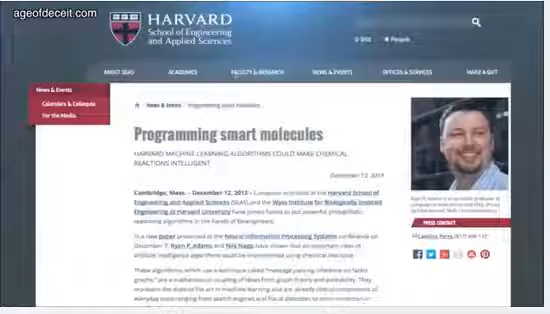 ageofdeceit.com
HARVARD
School of Engineering
and Applied Sciences
People
ABOUT SEAS ACADEMICS FACULTY & RESEARCH NEWS & EVENTS OFFICES & SERVICES MAKE A GIFT
News & Events
Calendars & Colloquia
For the Media
News & Events Programming smart molecules
Programming smart molecules
HARVARD MACHINE-LEARNING ALGORITHMS COULD MAKE CHEMICAL
REACTIONS INTELLIGENT
December 12, 2013
Cambridge, Mass. – December 12, 2013 – Computer scientists at the Harvard School of
Engineering and Applied Sciences (SEAS) and the Wyss Institute for Biologically Inspired
Engineering at Harvard University have joined forces to put powerful probabilistic
reasoning algorithms in the hands of bioengineers.
In a new paper presented at the Neural Information Processing Systems conference on
December 7, Ryan P. Adams and Nils Napp have shown that an important class of
artificial intelligence algorithms could be implemented using chemical reactions.
These algorithms, which use a technique called "message passing inference on factor
graphs," are a mathematical coupling of ideas from graph theory and probability. They
represent the state of the art in machine learning and are already critical components of
everyday tools ranging from search engines and fraud detection to error correction in
PRESS CONTACT